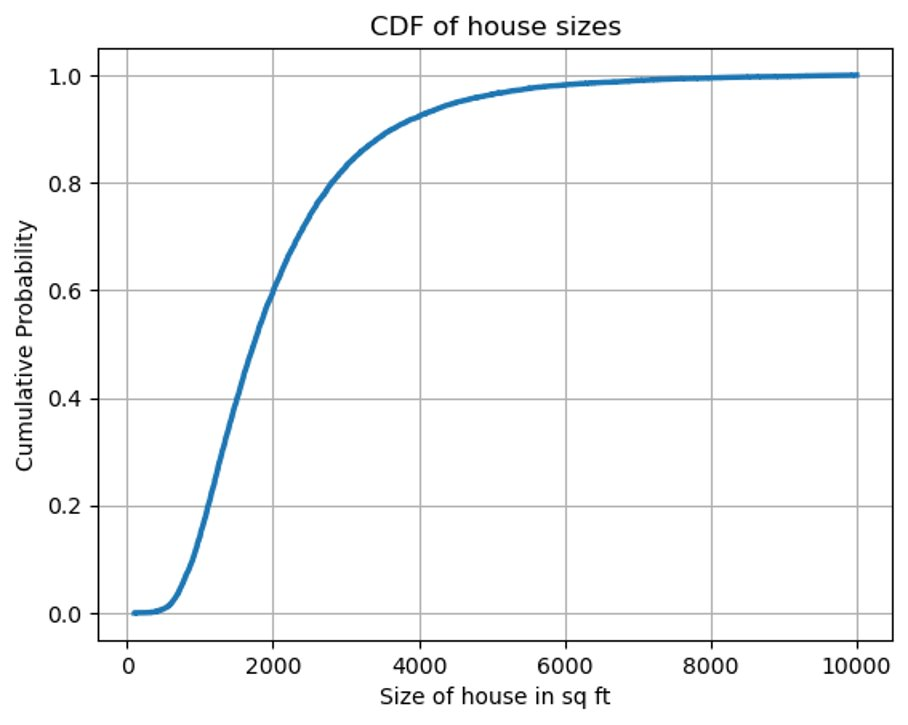 CDF of house sizes
1.0
0.8
0.6
0.4
0.2
0.0
Cumulative Probability
0 2000 4000 6000 8000 10000
Size of house in sq ft